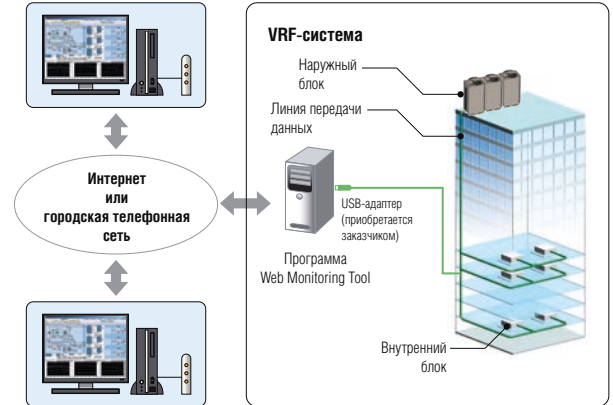 VRF-система
Наружный
блок
Линия передачи
данных
Интернет
или
городская телефонная
сеть
USB-адаптер
(приобретается
заказчиком)
Программа
Web Monitoring Tool
Внутренний
блок